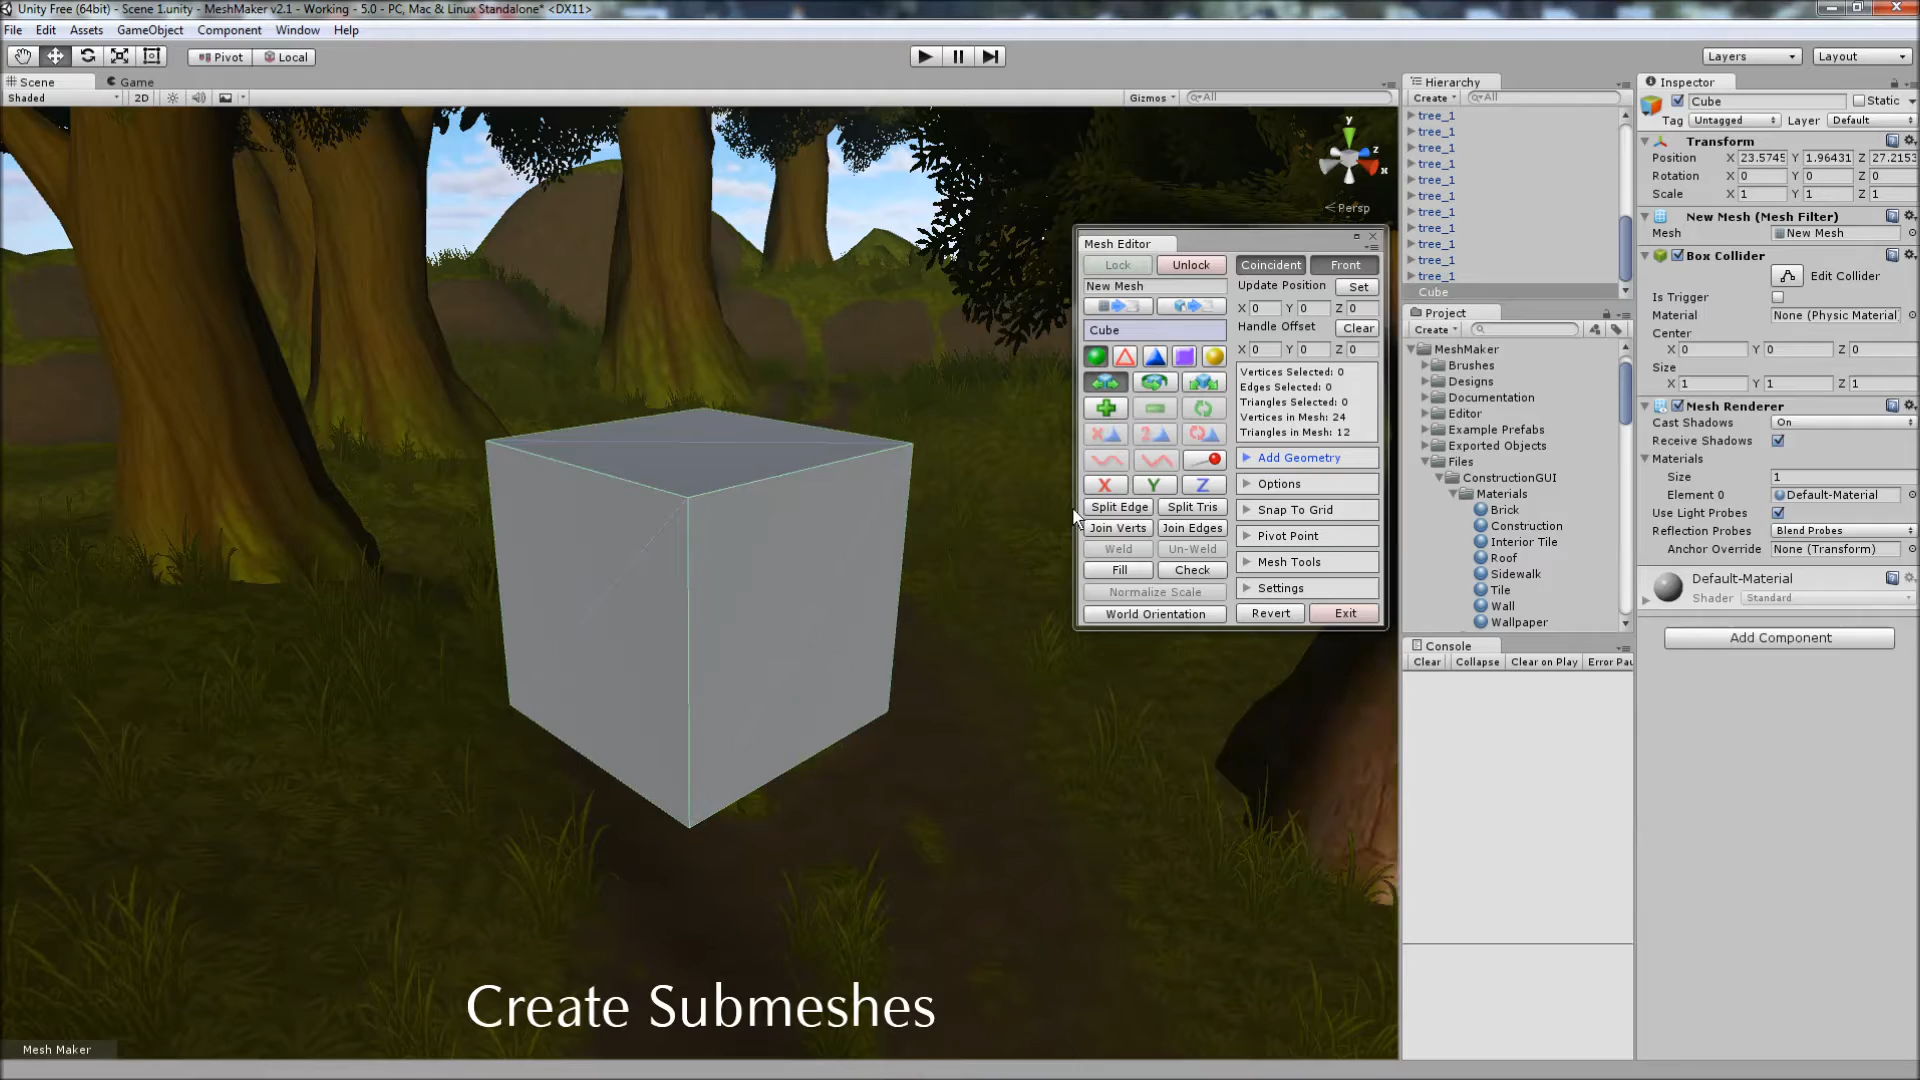 Unity Free (64bit) - Scene 1.unity - MeshMaker v2.1 - Working - 5.0 - PC, Mac & Linux Standalone* <DX11>
File Edit Assets GameObject Component Window Help
Pivot Local Layers Layout
Scene Game
Shaded 2D Gizmos All
y z x
Persp
Mesh Editor
Lock Unlock Coincident Front
New Mesh Update Position Set
X 0 Y 0 Z 0
Cube Handle Offset Clear
X 0 Y 0 Z 0
Vertices Selected: 0
Edges Selected: 0
Triangles Selected: 0
Vertices in Mesh: 24
Triangles in Mesh: 12
Add Geometry
X Y Z Options
Split Edge Split Tris Snap To Grid
Join Verts Join Edges Pivot Point
Weld Un-Weld Mesh Tools
Fill Check Settings
Normalize Scale
World Orientation Revert Exit
Create Submeshes
Mesh Maker
Hierarchy
Create All
tree_1
tree_1
tree_1
tree_1
tree_1
tree_1
tree_1
tree_1
tree_1
tree_1
tree_1
Cube
Project
Create
MeshMaker
Brushes
Designs
Documentation
Editor
Example Prefabs
Exported Objects
Files
ConstructionGUI
Materials
Brick
Construction
Interior Tile
Roof
Sidewalk
Tile
Wall
Wallpaper
Console
Clear Collapse Clear on Play Error Pau
Inspector
Cube Static
Tag Untagged Layer Default
Transform
Position X 23.5745 Y 1.96431 Z 27.2153
Rotation X 0 Y 0 Z 0
Scale X 1 Y 1 Z 1
New Mesh (Mesh Filter)
Mesh New Mesh
Box Collider
Edit Collider
Is Trigger
Material None (Physic Material)
Center
X 0 Y 0 Z 0
Size
X 1 Y 1 Z 1
Mesh Renderer
Cast Shadows On
Receive Shadows
Materials
Size 1
Element 0 Default-Material
Use Light Probes
Reflection Probes Blend Probes
Anchor Override None (Transform)
Default-Material
Shader Standard
Add Component